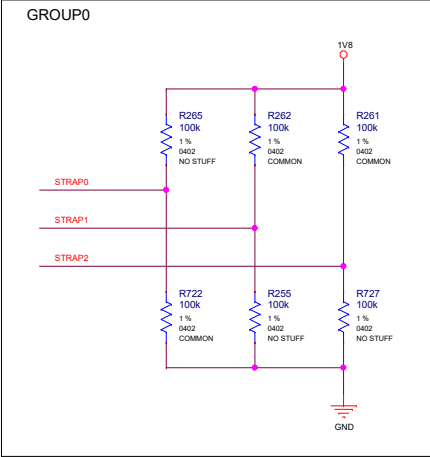 GROUP0
1V8
R265
100k
1 %
0402
NO STUFF
R262
100k
1 %
0402
COMMON
R261
100k
1 %
0402
COMMON
STRAP0
STRAP1
STRAP2
R722
100k
1 %
0402
COMMON
R255
100k
1 %
0402
NO STUFF
R727
100k
1 %
0402
NO STUFF
GND